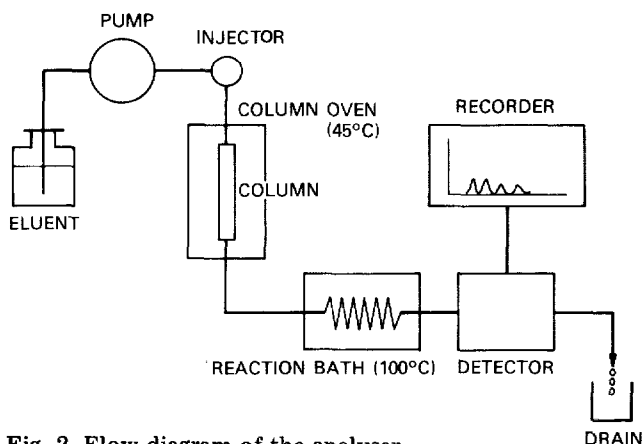 PUMP
INJECTOR
COLUMN OVEN
(45°C)
RECORDER
COLUMN
ELUENT
REACTION BATH (100°C)
DETECTOR
DRAIN
Fig. 2. Flow diagram of the analyser.